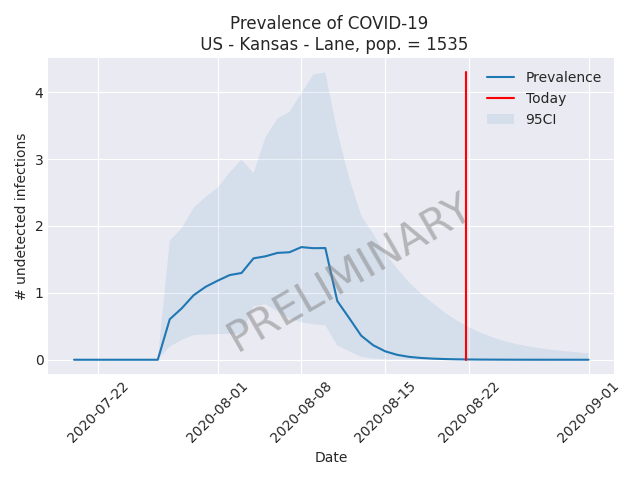 Prevalence of COVID-19
US - Kansas - Lane, pop. = 1535
Prevalence
Today
95CI
PRELIMINARY
# undetected infections
4
3
2
1
0
2020-07-22
2020-08-01
2020-08-08
2020-08-15
2020-08-22
2020-09-01
Date